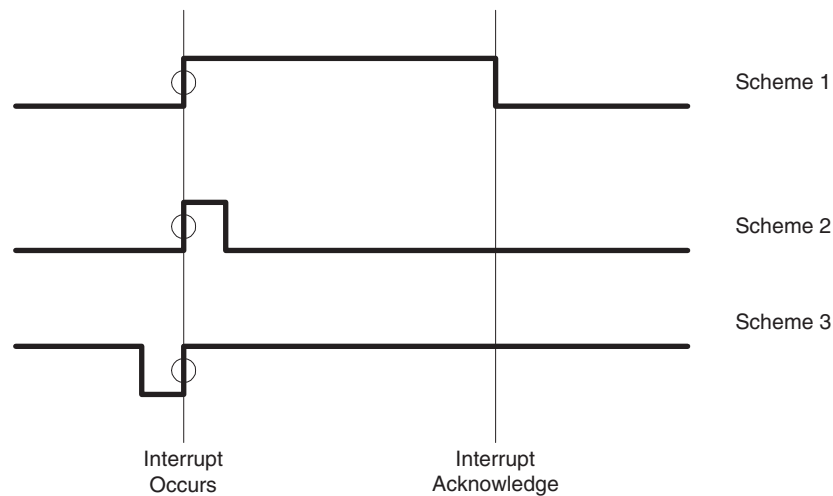 Scheme 1
Scheme 2
Scheme 3
Interrupt
Occurs
Interrupt
Acknowledge